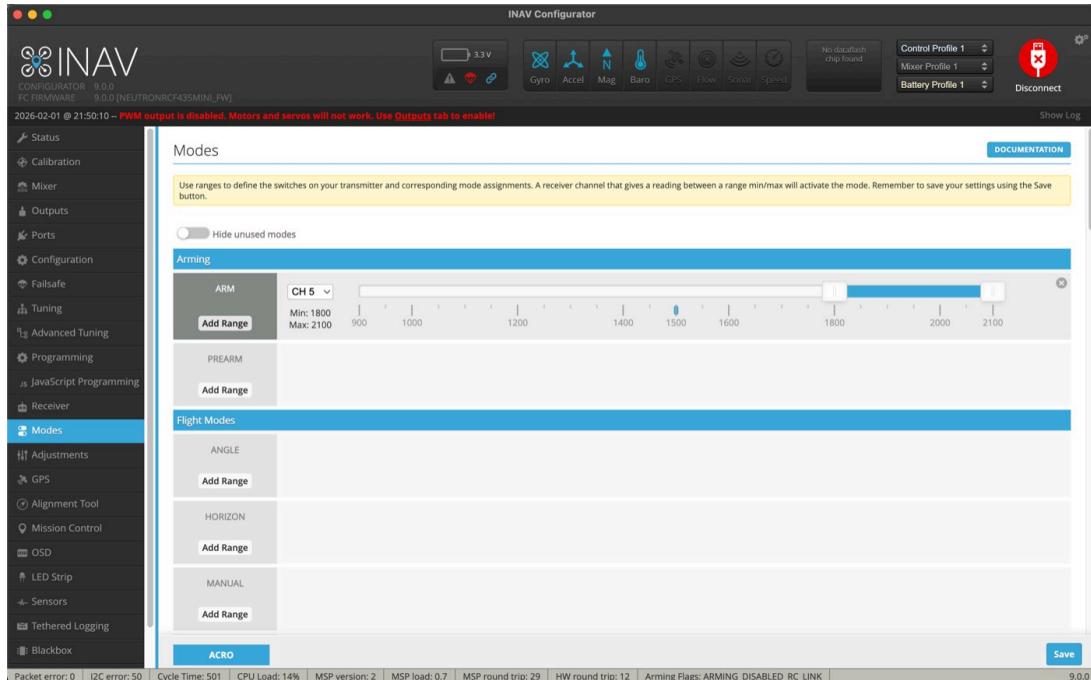 INAV Configurator
INAV
CONFIGURATOR 9.0.0
FC FIRMWARE 9.0.0 [NEUTRONRCF435MINI_FW]
3.3 V
Gyro Accel Mag Baro GPS Flow Sonar Speed
No dataflash
chip found
Control Profile 1
Mixer Profile 1
Battery Profile 1
Disconnect
2026-02-01 @ 21:50:10 -- PWM output is disabled. Motors and servos will not work. Use Outputs tab to enable!
Show Log
Status
Calibration
Mixer
Outputs
Ports
Configuration
Failsafe
Tuning
Advanced Tuning
Programming
JS JavaScript Programming
Receiver
Modes
Adjustments
GPS
Alignment Tool
Mission Control
OSD
LED Strip
Sensors
Tethered Logging
Blackbox
Modes
DOCUMENTATION
Use ranges to define the switches on your transmitter and corresponding mode assignments. A receiver channel that gives a reading between a range min/max will activate the mode. Remember to save your settings using the Save
button.
Hide unused modes
Arming
ARM
Add Range
CH 5
Min: 1800
Max: 2100
900 1000 1200 1400 1500 1600 1800 2000 2100
PREARM
Add Range
Flight Modes
ANGLE
Add Range
HORIZON
Add Range
MANUAL
Add Range
ACRO
Save
Packet error: 0 I2C error: 50 Cycle Time: 501 CPU Load: 14% MSP version: 2 MSP load: 0.7 MSP round trip: 29 HW round trip: 12 Arming Flags: ARMING_DISABLED_RC_LINK 9.0.0